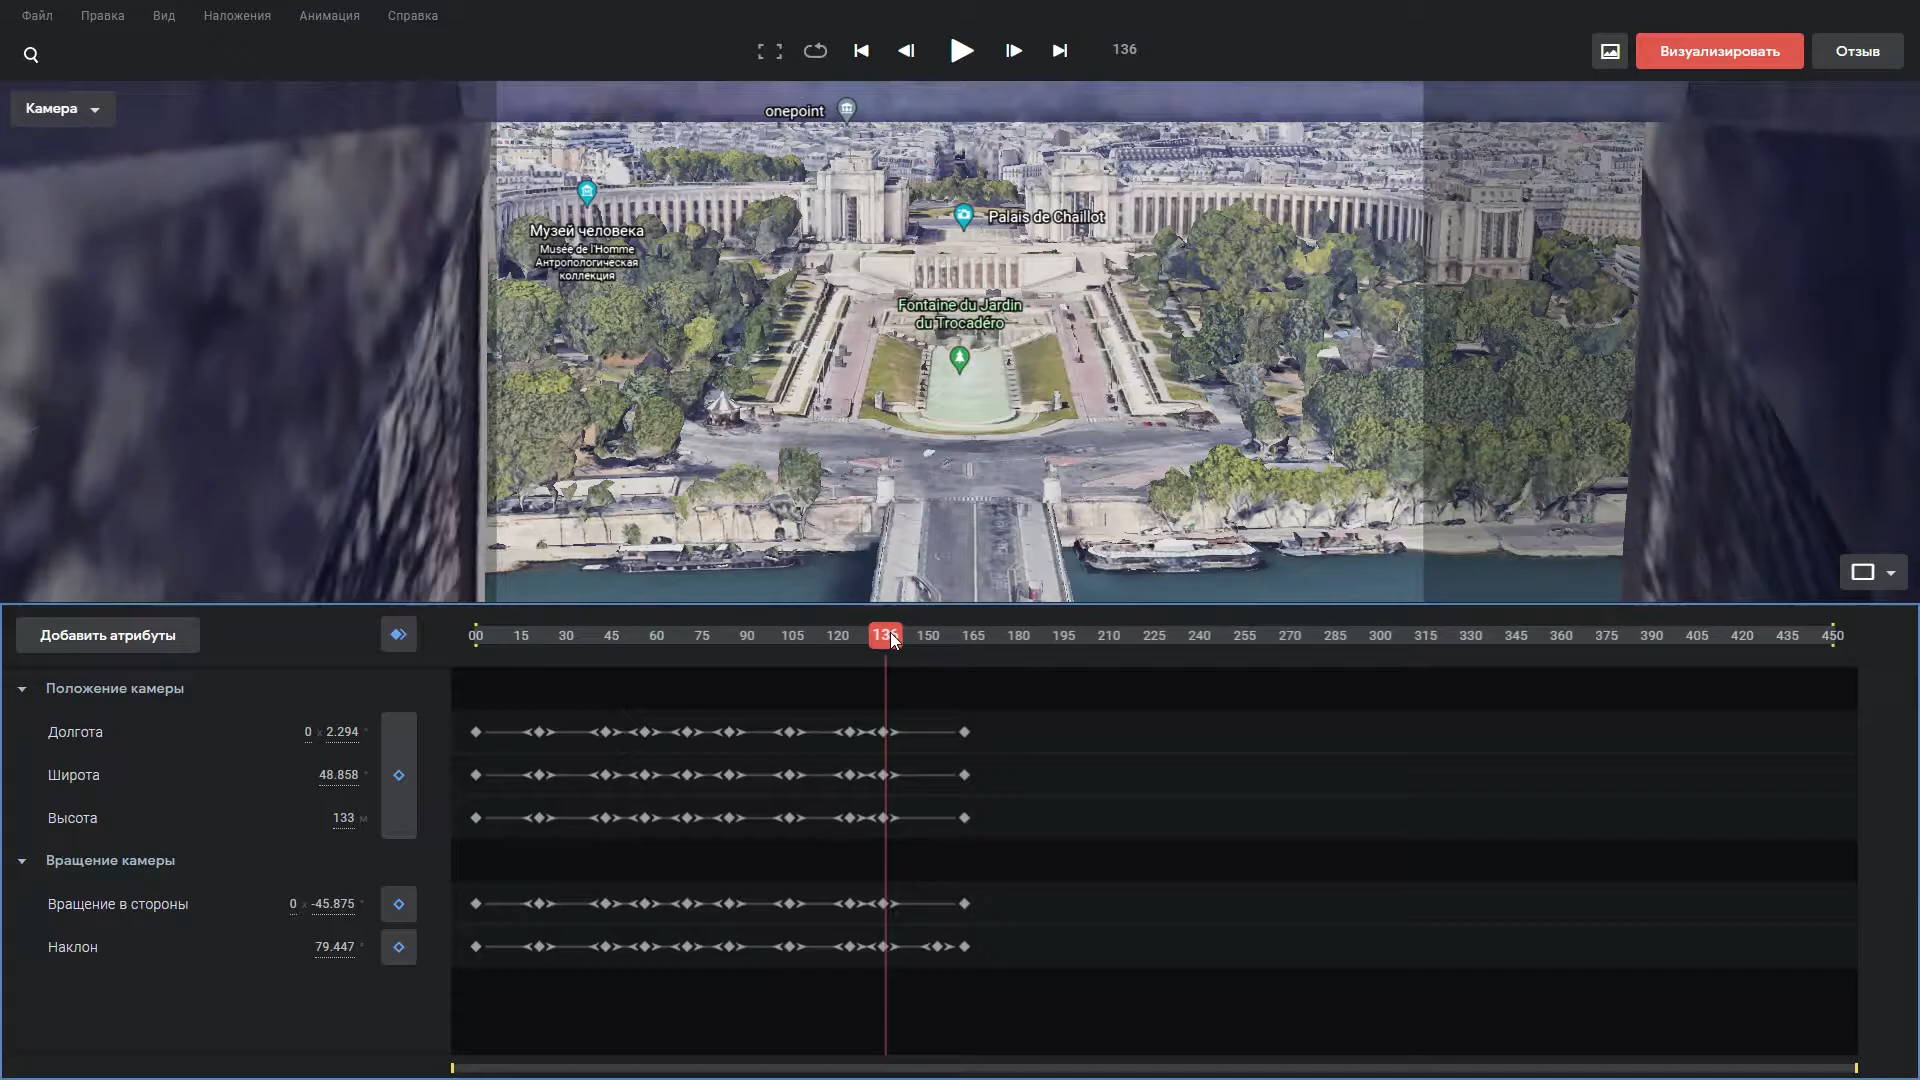 Файл Правка Вид Наложения Анимация Справка
136
Визуализировать
Отзыв
Камера
onepoint
Музей человека
Musée de l'Homme
Антропологическая
коллекция
Palais de Chaillot
Fontaine du Jardin
du Trocadéro
Добавить атрибуты
00 15 30 45 60 75 90 105 120 136 150 165 180 195 210 225 240 255 270 285 300 315 330 345 360 375 390 405 420 435 450
Положение камеры
Долгота 0 x 2.294 °
Широта 48.858 °
Высота 133 м
Вращение камеры
Вращение в стороны 0 x -45.875 °
Наклон 79.447 °